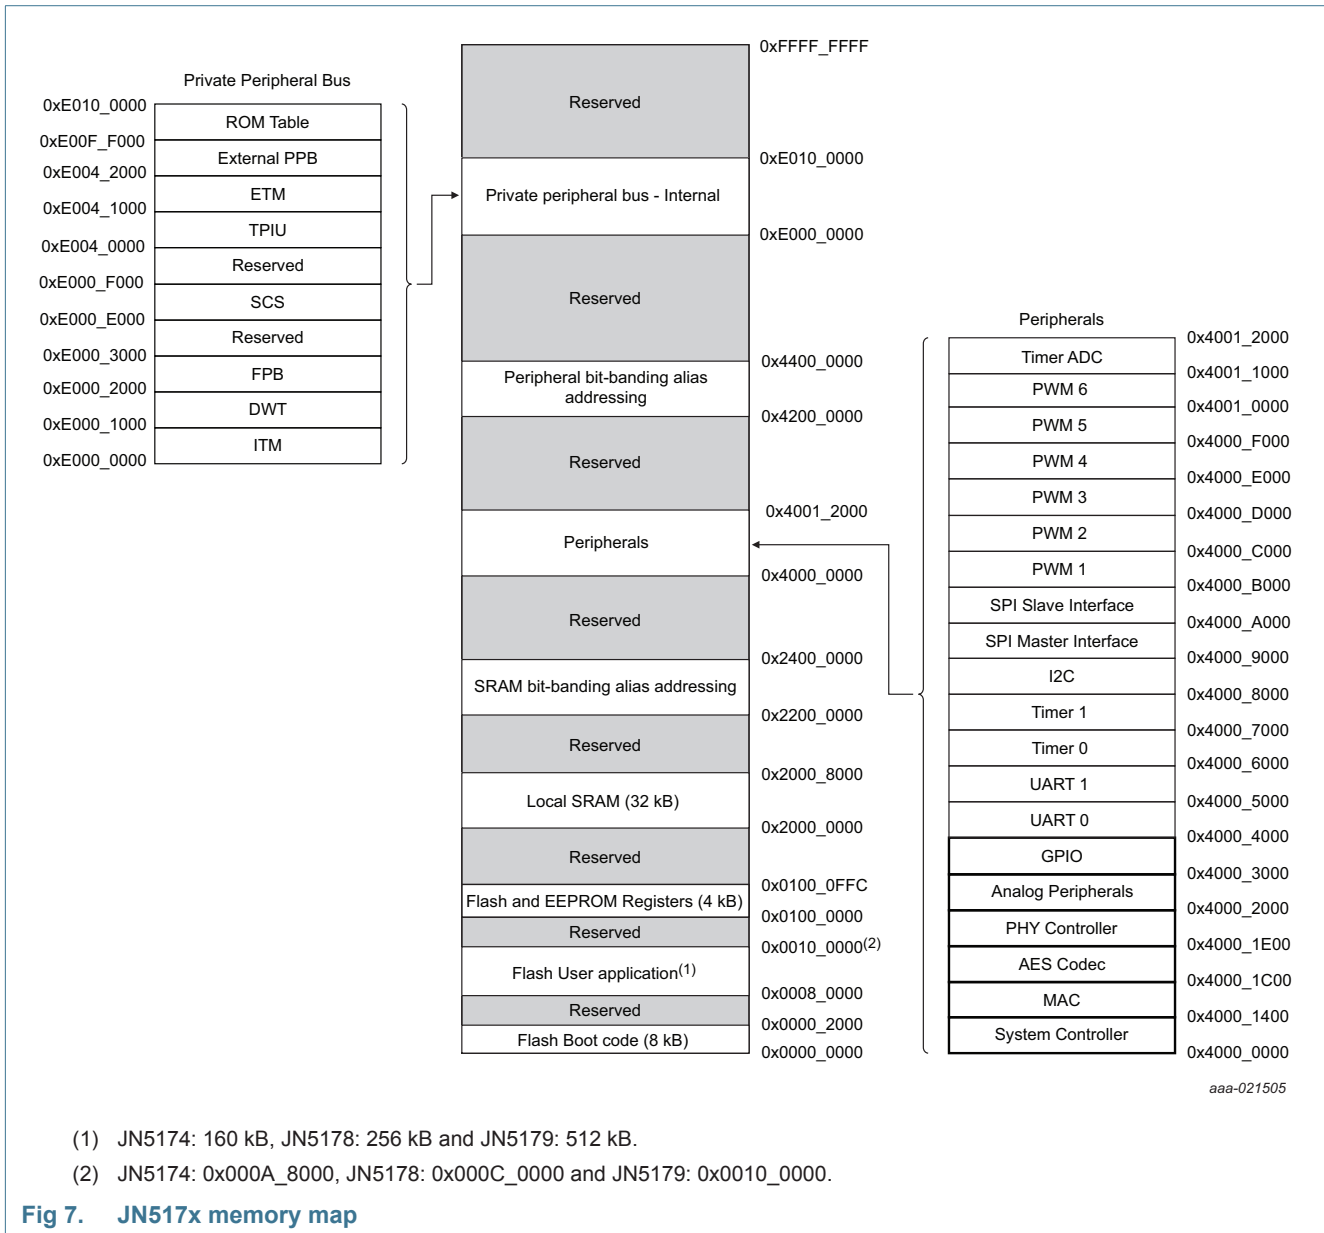 Private Peripheral Bus
0xE010_0000
ROM Table
0xE00F_F000
External PPB
0xE004_2000
ETM
0xE004_1000
TPIU
0xE004_0000
Reserved
0xE000_F000
SCS
0xE000_E000
Reserved
0xE000_3000
FPB
0xE000_2000
DWT
0xE000_1000
ITM
0xE000_0000
0xFFFF_FFFF
Reserved
0xE010_0000
Private peripheral bus - Internal
0xE000_0000
Reserved
0x4400_0000
Peripheral bit-banding alias
addressing
0x4200_0000
Reserved
0x4001_2000
Peripherals
0x4000_0000
Reserved
0x2400_0000
SRAM bit-banding alias addressing
0x2200_0000
Reserved
0x2000_8000
Local SRAM (32 kB)
0x2000_0000
Reserved
0x0100_0FFC
Flash and EEPROM Registers (4 kB)
0x0100_0000
Reserved
0x0010_0000(2)
Flash User application(1)
0x0008_0000
Reserved
0x0000_2000
Flash Boot code (8 kB)
0x0000_0000
Peripherals
0x4001_2000
Timer ADC
0x4001_1000
PWM 6
0x4001_0000
PWM 5
0x4000_F000
PWM 4
0x4000_E000
PWM 3
0x4000_D000
PWM 2
0x4000_C000
PWM 1
0x4000_B000
SPI Slave Interface
0x4000_A000
SPI Master Interface
0x4000_9000
I2C
0x4000_8000
Timer 1
0x4000_7000
Timer 0
0x4000_6000
UART 1
0x4000_5000
UART 0
0x4000_4000
GPIO
0x4000_3000
Analog Peripherals
0x4000_2000
PHY Controller
0x4000_1E00
AES Codec
0x4000_1C00
MAC
0x4000_1400
System Controller
0x4000_0000
aaa-021505
(1) JN5174: 160 kB, JN5178: 256 kB and JN5179: 512 kB.
(2) JN5174: 0x000A_8000, JN5178: 0x000C_0000 and JN5179: 0x0010_0000.
Fig 7. JN517x memory map